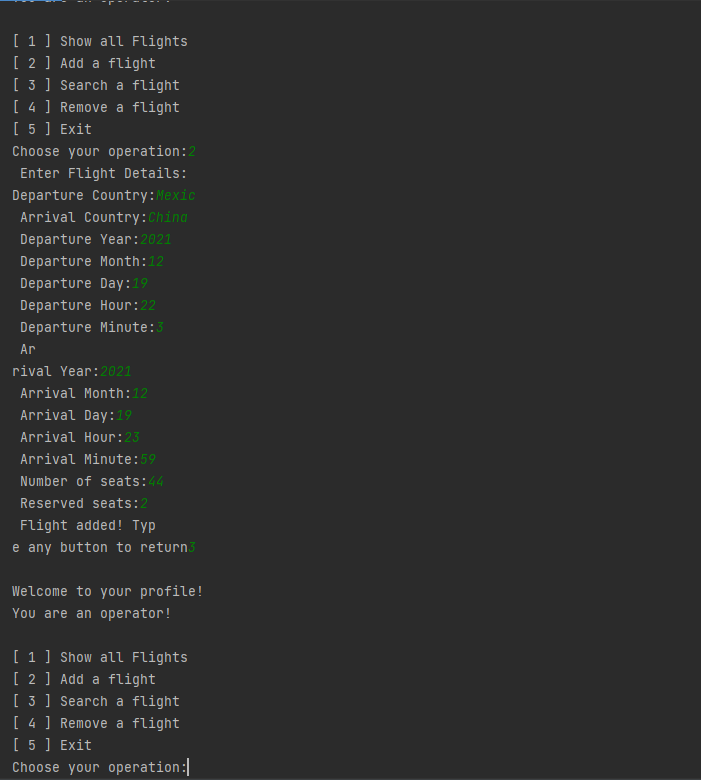 You are an operator!
[ 1 ] Show all Flights
[ 2 ] Add a flight
[ 3 ] Search a flight
[ 4 ] Remove a flight
[ 5 ] Exit
Choose your operation:2
Enter Flight Details:
Departure Country:Mexic
Arrival Country:China
Departure Year:2021
Departure Month:12
Departure Day:19
Departure Hour:22
Departure Minute:3
Ar
rival Year:2021
Arrival Month:12
Arrival Day:19
Arrival Hour:23
Arrival Minute:59
Number of seats:44
Reserved seats:2
Flight added! Typ
e any button to return3
Welcome to your profile!
You are an operator!
[ 1 ] Show all Flights
[ 2 ] Add a flight
[ 3 ] Search a flight
[ 4 ] Remove a flight
[ 5 ] Exit
Choose your operation: